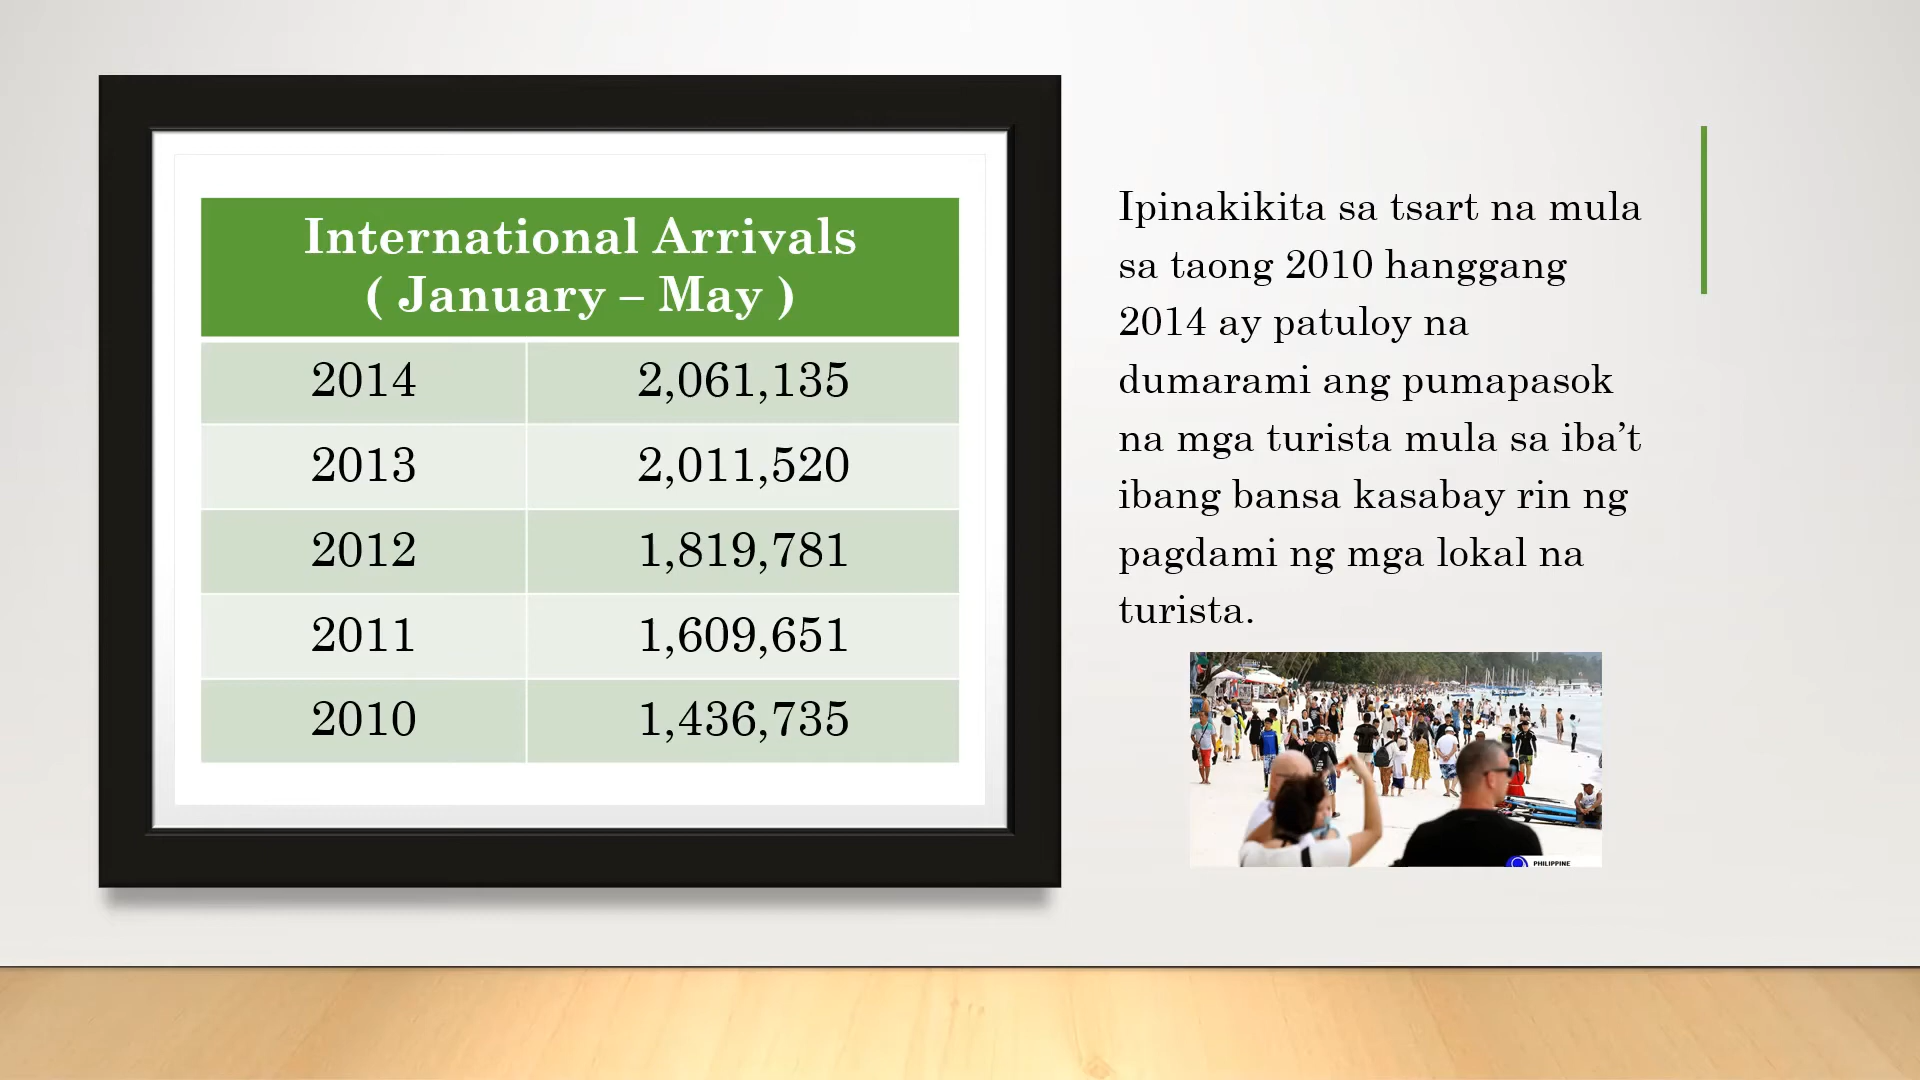 International Arrivals
( January – May )
2014 2,061,135
2013 2,011,520
2012 1,819,781
2011 1,609,651
2010 1,436,735
Ipinakikita sa tsart na mula
sa taong 2010 hanggang
2014 ay patuloy na
dumarami ang pumapasok
na mga turista mula sa iba’t
ibang bansa kasabay rin ng
pagdami ng mga lokal na
turista.
PHILIPPINE